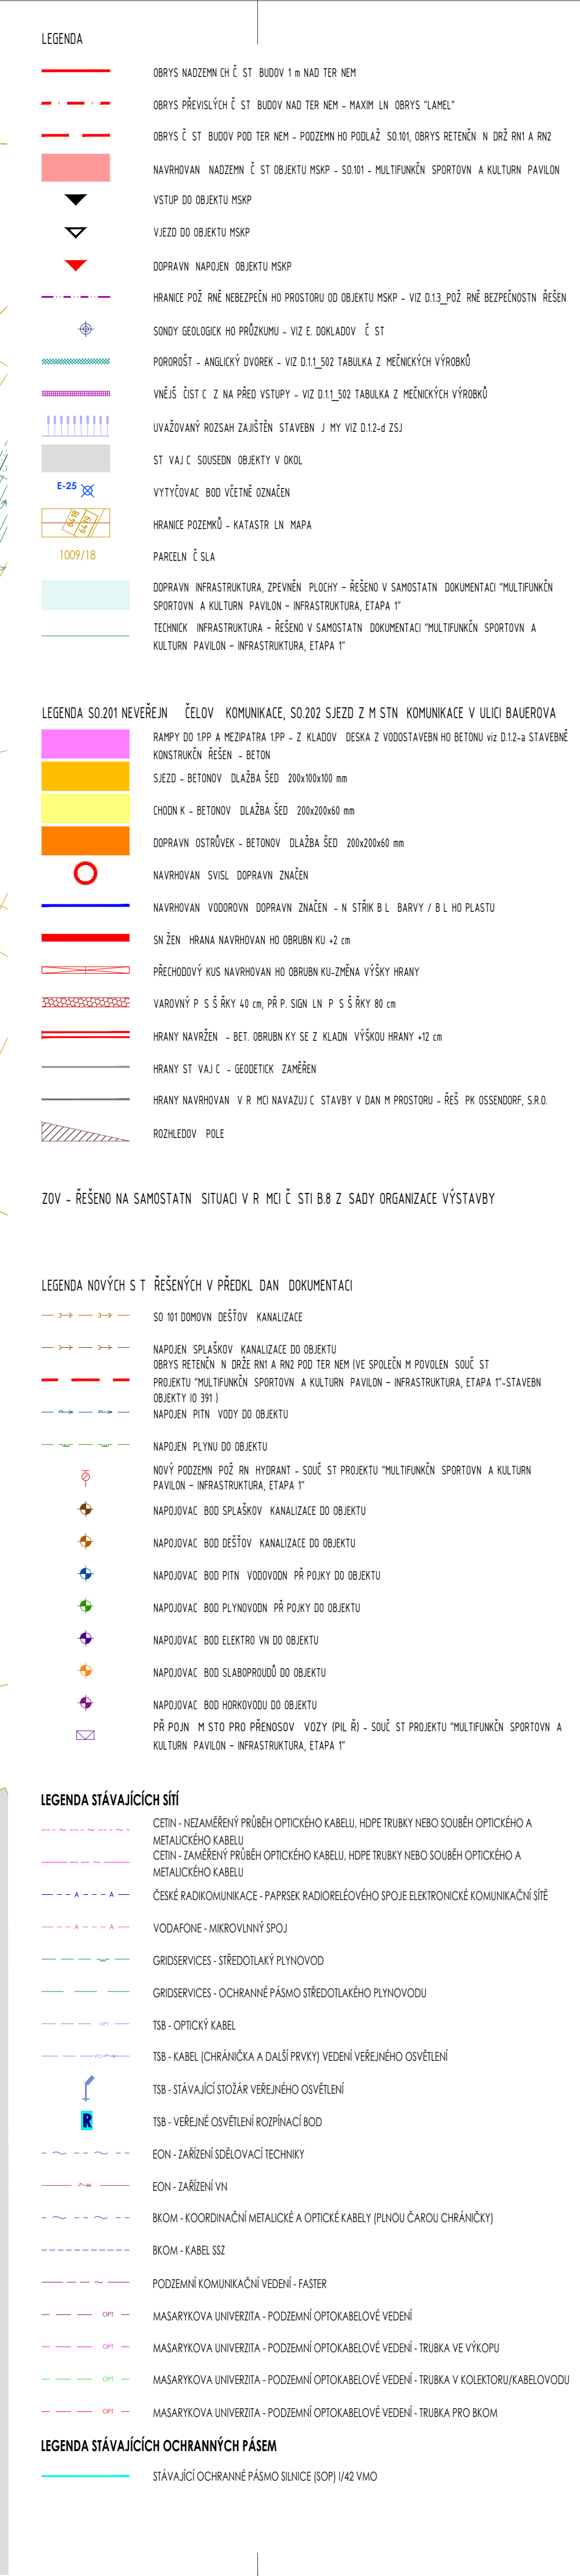 LEGENDA
OBRYS NADZEMN CH Č ST BUDOV 1 m NAD TER NEM
OBRYS PŘEVISLÝCH Č ST BUDOV NAD TER NEM - MAXIM LN OBRYS "LAMEL"
OBRYS Č ST BUDOV POD TER NEM - PODZEMN HO PODLAŽ SO.101, OBRYS RETENČN N DRŽ RN1 A RN2
NAVRHOVAN NADZEMN Č ST OBJEKTU MSKP - SO.101 - MULTIFUNKČN SPORTOVN A KULTURN PAVILON
VSTUP DO OBJEKTU MSKP
VJEZD DO OBJEKTU MSKP
DOPRAVN NAPOJEN OBJEKTU MSKP
HRANICE POŽ RNĚ NEBEZPEČN HO PROSTORU OD OBJEKTU MSKP - VIZ D.1.3_POŽ RNĚ BEZPEČNOSTN ŘEŠEN
SONDY GEOLOGICK HO PRŮZKUMU - VIZ E. DOKLADOV Č ST
POROROŠT - ANGLICKÝ DVOREK - VIZ D.1.1_502 TABULKA Z MEČNICKÝCH VÝROBKŮ
VNĚJŠ ČIST C Z NA PŘED VSTUPY - VIZ D.1.1_502 TABULKA Z MEČNICKÝCH VÝROBKŮ
UVAŽOVANÝ ROZSAH ZAJIŠTĚN STAVEBN J MY VIZ D.1.2-d ZSJ
ST VAJ C SOUSEDN OBJEKTY V OKOL
E-25 VYTYČOVAC BOD VČETNĚ OZNAČEN
6418 6419 HRANICE POZEMKŮ - KATASTR LN MAPA
1009/18 PARCELN Č SLA
DOPRAVN INFRASTRUKTURA, ZPEVNĚN PLOCHY - ŘEŠENO V SAMOSTATN DOKUMENTACI "MULTIFUNKČN
SPORTOVN A KULTURN PAVILON - INFRASTRUKTURA, ETAPA 1"
TECHNICK INFRASTRUKTURA - ŘEŠENO V SAMOSTATN DOKUMENTACI "MULTIFUNKČN SPORTOVN A
KULTURN PAVILON - INFRASTRUKTURA, ETAPA 1"
LEGENDA SO.201 NEVEŘEJN ČELOV KOMUNIKACE, SO.202 SJEZD Z M STN KOMUNIKACE V ULICI BAUEROVA
RAMPY DO 1.PP A MEZIPATRA 1.PP - Z KLADOV DESKA Z VODOSTAVEBN HO BETONU viz D.1.2-a STAVEBNĚ
KONSTRUKČN ŘEŠEN - BETON
SJEZD - BETONOV DLAŽBA ŠED 200x100x100 mm
CHODN K - BETONOV DLAŽBA ŠED 200x200x60 mm
DOPRAVN OSTRŮVEK - BETONOV DLAŽBA ŠED 200x200x60 mm
NAVRHOVAN SVISL DOPRAVN ZNAČEN
NAVRHOVAN VODOROVN DOPRAVN ZNAČEN - N STŘIK B L BARVY / B L HO PLASTU
SN ŽEN HRANA NAVRHOVAN HO OBRUBN KU +2 cm
PŘECHODOVÝ KUS NAVRHOVAN HO OBRUBN KU-ZMĚNA VÝŠKY HRANY
VAROVNÝ P S Š ŘKY 40 cm, PŘ P. SIGN LN P S Š ŘKY 80 cm
HRANY NAVRŽEN - BET. OBRUBN KY SE Z KLADN VÝŠKOU HRANY +12 cm
HRANY ST VAJ C - GEODETICK ZAMĚŘEN
HRANY NAVRHOVAN V R MCI NAVAZUJ C STAVBY V DAN M PROSTORU - ŘEŠ PK OSSENDORF, S.R.O.
ROZHLEDOV POLE
ZOV - ŘEŠENO NA SAMOSTATN SITUACI V R MCI Č STI B.8 Z SADY ORGANIZACE VÝSTAVBY
LEGENDA NOVÝCH S T ŘEŠENÝCH V PŘEDKL DAN DOKUMENTACI
SO 101 DOMOVN DEŠŤOV KANALIZACE
NAPOJEN SPLAŠKOV KANALIZACE DO OBJEKTU
OBRYS RETENČN N DRŽE RN1 A RN2 POD TER NEM (VE SPOLEČN M POVOLEN SOUČ ST
PROJEKTU "MULTIFUNKČN SPORTOVN A KULTURN PAVILON - INFRASTRUKTURA, ETAPA 1"-STAVEBN
OBJEKTY IO 391 )
NAPOJEN PITN VODY DO OBJEKTU
NAPOJEN PLYNU DO OBJEKTU
NOVÝ PODZEMN POŽ RN HYDRANT - SOUČ ST PROJEKTU "MULTIFUNKČN SPORTOVN A KULTURN
PAVILON - INFRASTRUKTURA, ETAPA 1"
NAPOJOVAC BOD SPLAŠKOV KANALIZACE DO OBJEKTU
NAPOJOVAC BOD DEŠŤOV KANALIZACE DO OBJEKTU
NAPOJOVAC BOD PITN VODOVODN PŘ POJKY DO OBJEKTU
NAPOJOVAC BOD PLYNOVODN PŘ POJKY DO OBJEKTU
NAPOJOVAC BOD ELEKTRO VN DO OBJEKTU
NAPOJOVAC BOD SLABOPROUDŮ DO OBJEKTU
NAPOJOVAC BOD HORKOVODU DO OBJEKTU
PŘ POJN M STO PRO PŘENOSOV VOZY (PIL Ř) - SOUČ ST PROJEKTU "MULTIFUNKČN SPORTOVN A
KULTURN PAVILON - INFRASTRUKTURA, ETAPA 1"
LEGENDA STÁVAJÍCÍCH SÍTÍ
CETIN - NEZAMĚŘENÝ PRŮBĚH OPTICKÉHO KABELU, HDPE TRUBKY NEBO SOUBĚH OPTICKÉHO A
METALICKÉHO KABELU
CETIN - ZAMĚŘENÝ PRŮBĚH OPTICKÉHO KABELU, HDPE TRUBKY NEBO SOUBĚH OPTICKÉHO A
METALICKÉHO KABELU
A A ČESKÉ RADIKOMUNIKACE - PAPRSEK RADIORELÉOVÉHO SPOJE ELEKTRONICKÉ KOMUNIKAČNÍ SÍTĚ
A A VODAFONE - MIKROVLNNÝ SPOJ
GRIDSERVICES - STŘEDOTLAKÝ PLYNOVOD
GRIDSERVICES - OCHRANNÉ PÁSMO STŘEDOTLAKÉHO PLYNOVODU
OPT TSB - OPTICKÝ KABEL
VO TSB - KABEL (CHRÁNIČKA A DALŠÍ PRVKY) VEDENÍ VEŘEJNÉHO OSVĚTLENÍ
TSB - STÁVAJÍCÍ STOŽÁR VEŘEJNÉHO OSVĚTLENÍ
R TSB - VEŘEJNÉ OSVĚTLENÍ ROZPÍNACÍ BOD
EON - ZAŘÍZENÍ SDĚLOVACÍ TECHNIKY
EON - ZAŘÍZENÍ VN
BKOM - KOORDINAČNÍ METALICKÉ A OPTICKÉ KABELY (PLNOU ČAROU CHRÁNIČKY)
BKOM - KABEL SSZ
PODZEMNÍ KOMUNIKAČNÍ VEDENÍ - FASTER
OPT MASARYKOVA UNIVERZITA - PODZEMNÍ OPTOKABELOVÉ VEDENÍ
OPT MASARYKOVA UNIVERZITA - PODZEMNÍ OPTOKABELOVÉ VEDENÍ - TRUBKA VE VÝKOPU
OPT MASARYKOVA UNIVERZITA - PODZEMNÍ OPTOKABELOVÉ VEDENÍ - TRUBKA V KOLEKTORU/KABELOVODU
OPT MASARYKOVA UNIVERZITA - PODZEMNÍ OPTOKABELOVÉ VEDENÍ - TRUBKA PRO BKOM
LEGENDA STÁVAJÍCÍCH OCHRANNÝCH PÁSEM
STÁVAJÍCÍ OCHRANNÉ PÁSMO SILNICE (SOP) I/42 VMO